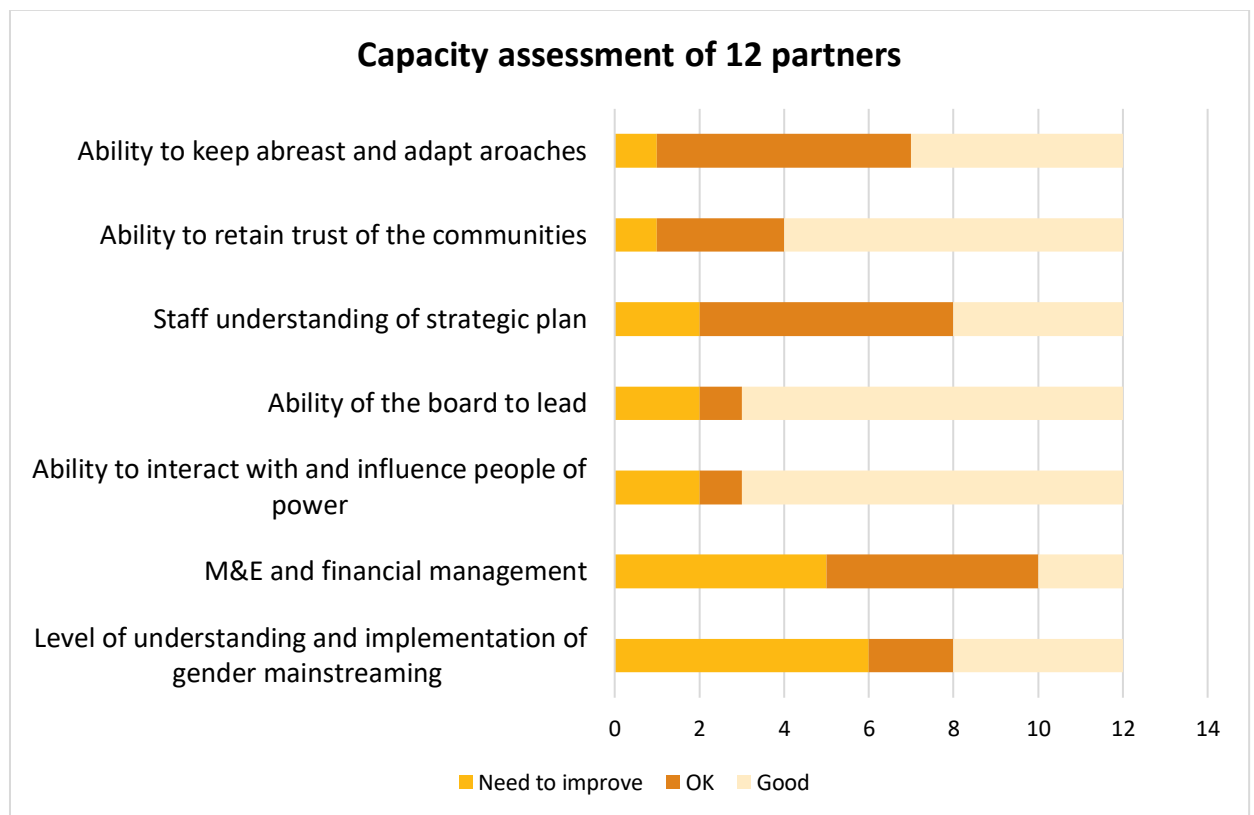 Capacity assessment of 12 partners
Ability to keep abreast and adapt aroaches
Ability to retain trust of the communities
Staff understanding of strategic plan
Ability of the board to lead
Ability to interact with and influence people of
power
M&E and financial management
Level of understanding and implementation of
gender mainstreaming
0 2 4 6 8 10 12 14
Need to improve OK Good